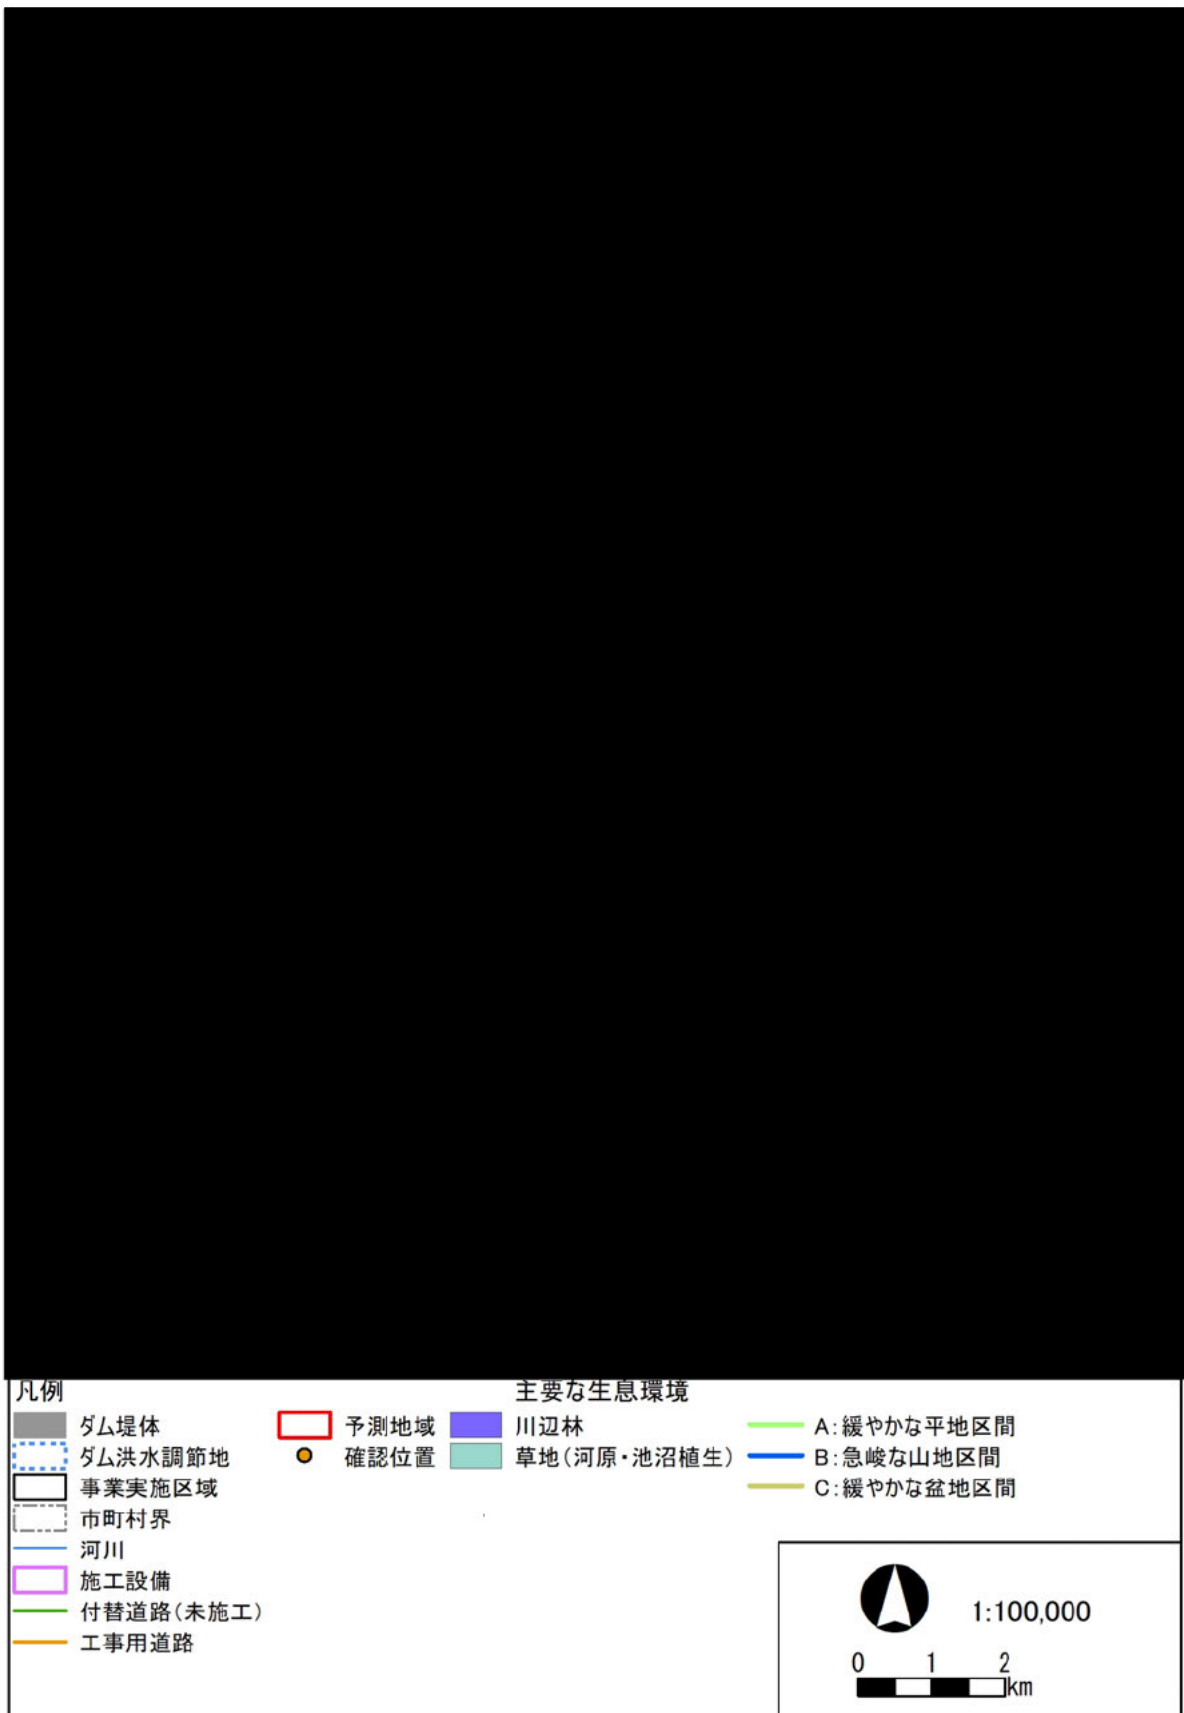 凡例
ダム堤体
ダム洪水調節地
事業実施区域
市町村界
河川
施工設備
付替道路(未施工)
工事用道路
予測地域
確認位置
主要な生息環境
川辺林
草地(河原・池沼植生)
A:緩やかな平地区間
B:急峻な山地区間
C:緩やかな盆地区間
1:100,000
0 1 2
km